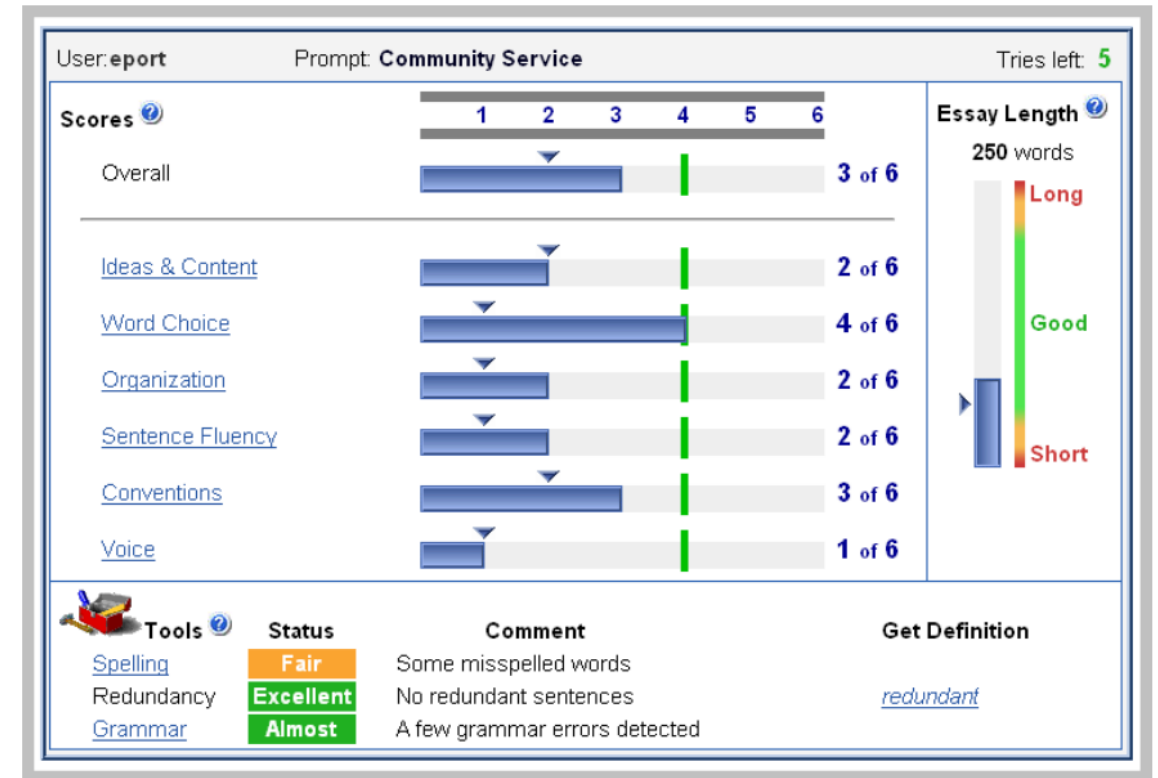 User:eport Prompt: Community Service Tries left: 5
Scores 1 2 3 4 5 6 Essay Length
250 words
Overall 3 of 6
Long
Ideas & Content 2 of 6
Word Choice 4 of 6 Good
Organization 2 of 6
Sentence Fluency 2 of 6
Short
Conventions 3 of 6
Voice 1 of 6
Tools Status Comment Get Definition
Spelling Fair Some misspelled words
Redundancy Excellent No redundant sentences redundant
Grammar Almost A few grammar errors detected